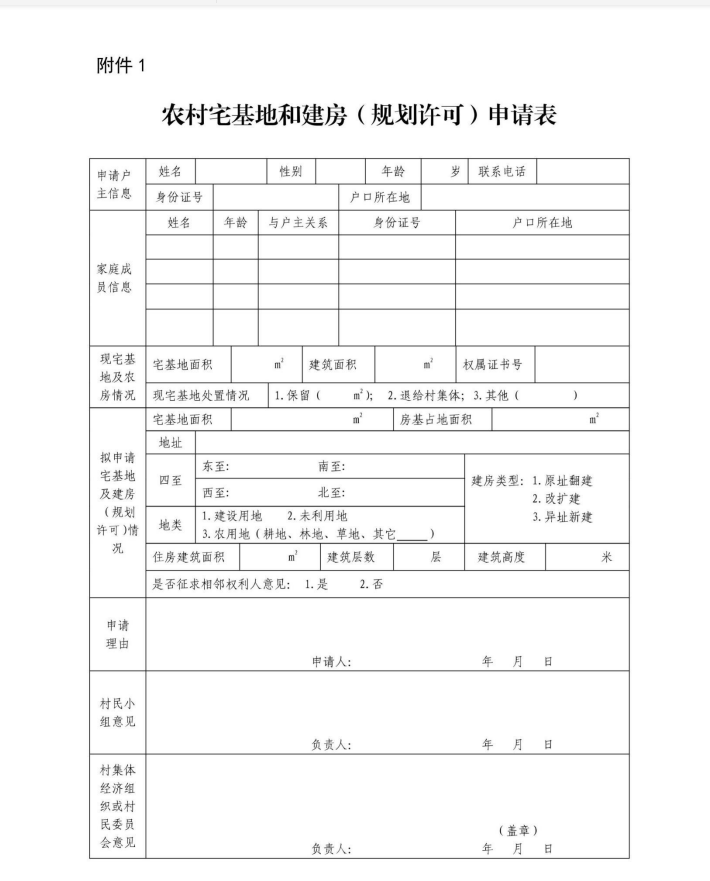 附件 1
农村宅基地和建房（规划许可）申请表
申请户主信息 姓名 性别 年龄 岁 联系电话
身份证号 户口所在地
家庭成员信息 姓名 年龄 与户主关系 身份证号 户口所在地
现宅基地及农房情况 宅基地面积 m² 建筑面积 m² 权属证书号
现宅基地处置情况 1.保留（ m²）； 2.退给村集体；3.其他（ ）
拟申请宅基地及建房（规划许可）情况 宅基地面积 m² 房基占地面积 m²
地址
四至 东至： 南至：
西至： 北至：
建房类型：1.原址翻建
2.改扩建
3.异址新建
地类 1.建设用地 2.未利用地
3.农用地（耕地、林地、草地、其它____）
住房建筑面积 m² 建筑层数 层 建筑高度 米
是否征求相邻权利人意见： 1.是 2.否
申请理由
申请人： 年 月 日
村民小组意见
负责人： 年 月 日
村集体经济组织或村民委员会意见
（盖章）
负责人： 年 月 日